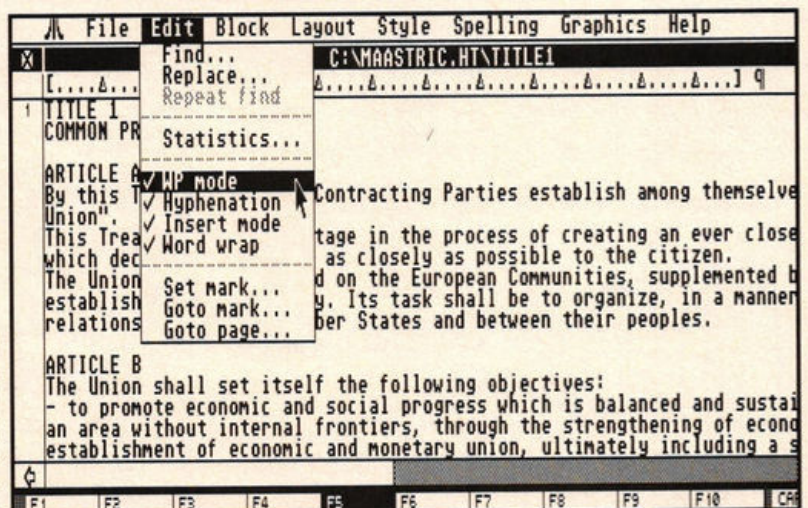 File Edit Block Layout Style Spelling Graphics Help
C:\MAASTRIC.HT\TITLE1
Find...
Replace...
Repeat find
Statistics...
✓ WP mode
✓ Hyphenation
✓ Insert mode
✓ Word wrap
Set mark...
Goto mark...
Goto page...
1 TITLE 1
COMMON PR
ARTICLE A
By this T Contracting Parties establish among themselve
Union".
This Trea tage in the process of creating an ever close
which dec as closely as possible to the citizen.
The Union d on the European Communities, supplemented b
establish y. Its task shall be to organize, in a manner
relations ber States and between their peoples.
ARTICLE B
The Union shall set itself the following objectives:
- to promote economic and social progress which is balanced and sustai
an area without internal frontiers, through the strengthening of econo
establishment of economic and monetary union, ultimately including a s
F1 F2 F3 F4 F5 F6 F7 F8 F9 F10 CA